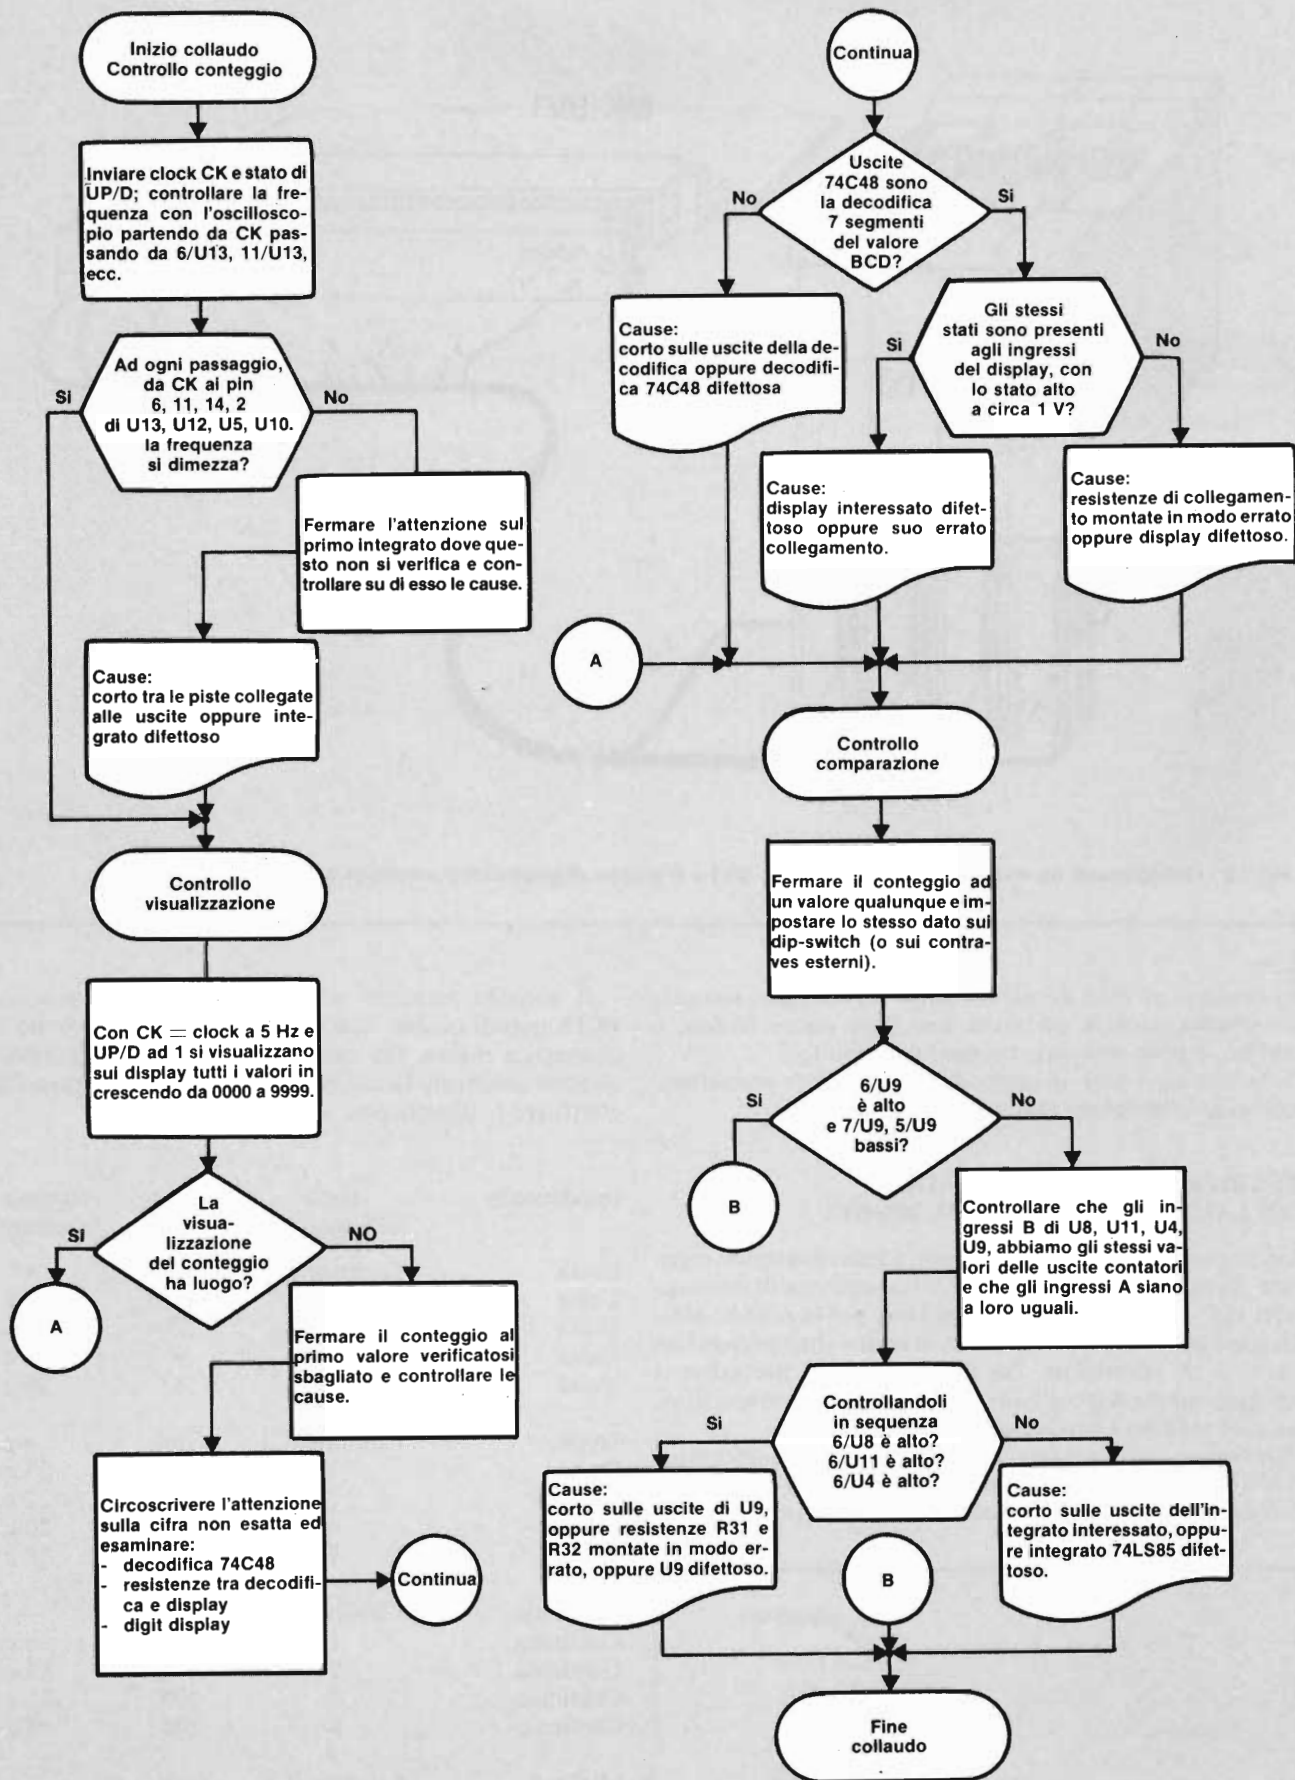 Inizio collaudo
Controllo conteggio
Inviare clock CK e stato di
UP/D; controllare la fre-
quenza con l'oscillosco-
pio partendo da CK pas-
sando da 6/U13, 11/U13,
ecc.
Ad ogni passaggio,
da CK ai pin
6, 11, 14, 2
di U13, U12, U5, U10.
la frequenza
si dimezza?
Si
No
Fermare l'attenzione sul
primo integrato dove que-
sto non si verifica e con-
trollare su di esso le cause.
Cause:
corto tra le piste collegate
alle uscite oppure inte-
grato difettoso
Controllo
visualizzazione
Con CK = clock a 5 Hz e
UP/D ad 1 si visualizzano
sui display tutti i valori in
crescendo da 0000 a 9999.
La
visua-
lizzazione
del conteggio
ha luogo?
SI
NO
A
Fermare il conteggio al
primo valore verificatosi
sbagliato e controllare le
cause.
Circoscrivere l'attenzione
sulla cifra non esatta ed
esaminare:
- decodifica 74C48
- resistenze tra decodifi-
ca e display
- digit display
Continua
Continua
Uscite
74C48 sono
la decodifica
7 segmenti
del valore
BCD?
No
Si
Cause:
corto sulle uscite della de-
codifica oppure decodifi-
ca 74C48 difettosa
Gli stessi
stati sono presenti
agli ingressi
del display, con
lo stato alto
a circa 1 V?
Si
No
Cause:
display interessato difet-
toso oppure suo errato
collegamento.
Cause:
resistenze di collegamen-
to montate in modo errato
oppure display difettoso.
A
Controllo
comparazione
Fermare il conteggio ad
un valore qualunque e im-
postare lo stesso dato sui
dip-switch (o sui contra-
ves esterni).
6/U9
è alto
e 7/U9, 5/U9
bassi?
Si
No
B
Controllare che gli in-
gressi B di U8, U11, U4,
U9, abbiamo gli stessi va-
lori delle uscite contatori
e che gli ingressi A siano
a loro uguali.
Controllandoli
in sequenza
6/U8 è alto?
6/U11 è alto?
6/U4 è alto?
Si
No
Cause:
corto sulle uscite di U9,
oppure resistenze R31 e
R32 montate in modo er-
rato, oppure U9 difettoso.
Cause:
corto sulle uscite dell'in-
tegrato interessato, oppu-
re integrato 74LS85 difet-
toso.
B
Fine
collaudo